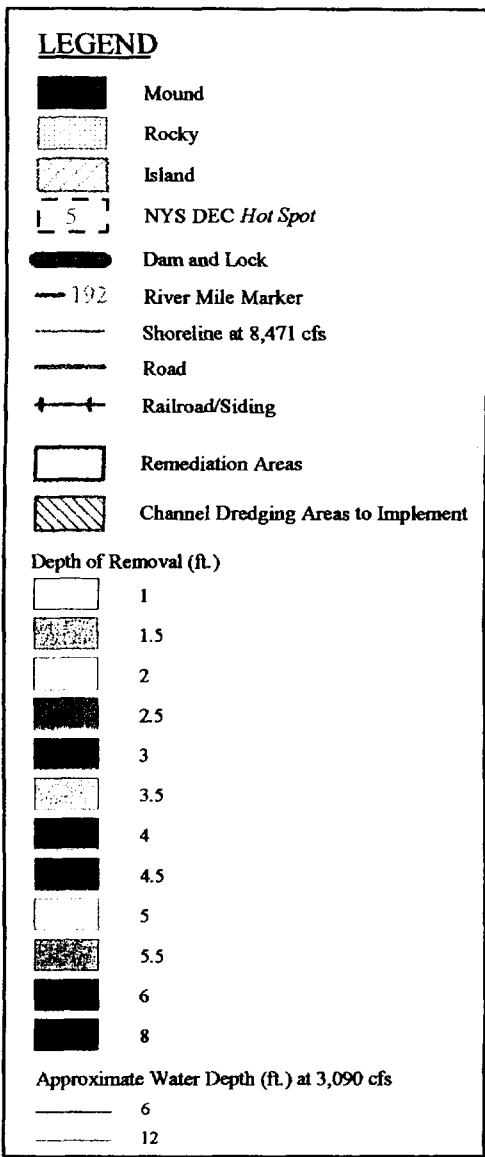 LEGEND
Mound
Rocky
Island
5 NYS DEC Hot Spot
Dam and Lock
192 River Mile Marker
Shoreline at 8,471 cfs
Road
Railroad/Siding
Remediation Areas
Channel Dredging Areas to Implement
Depth of Removal (ft.)
1
1.5
2
2.5
3
3.5
4
4.5
5
5.5
6
8
Approximate Water Depth (ft.) at 3,090 cfs
6
12